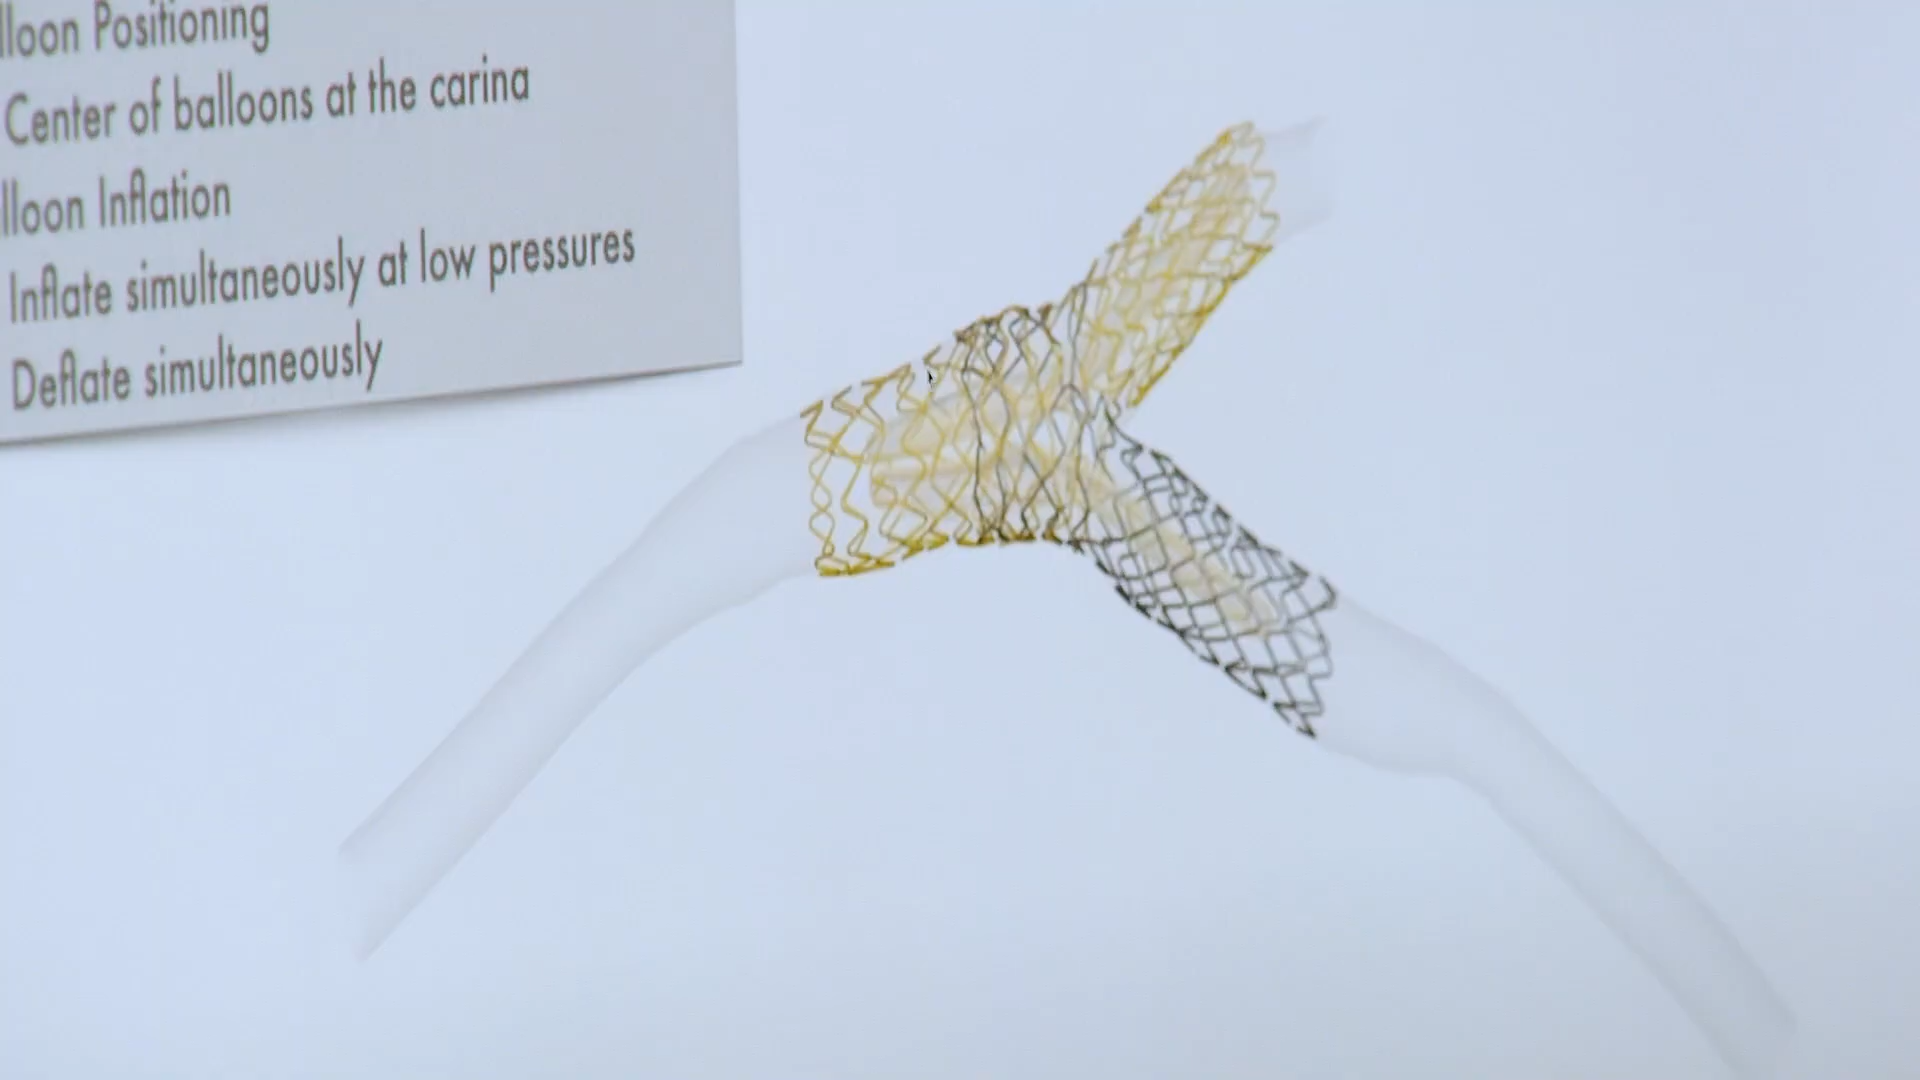 lloon Positioning
Center of balloons at the carina
lloon Inflation
Inflate simultaneously at low pressures
Deflate simultaneously